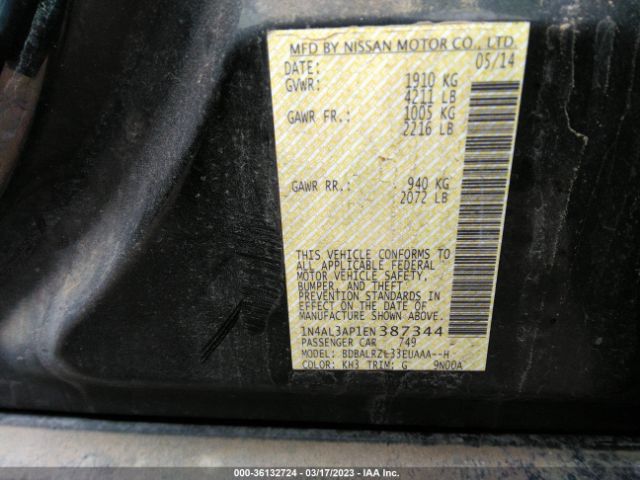 MFD BY NISSAN MOTOR CO., LTD.
DATE: 05/14
GVWR: 1910 KG
4211 LB
GAWR FR.: 1005 KG
2216 LB
GAWR RR.: 940 KG
2072 LB
THIS VEHICLE CONFORMS TO
ALL APPLICABLE FEDERAL
MOTOR VEHICLE SAFETY,
BUMPER, AND THEFT
PREVENTION STANDARDS
IN EFFECT ON THE DATE OF
MANUFACTURE SHOWN ABOVE.
1N4AL3AP1EN387344
PASSENGER CAR 749
MODEL: BDBALRZL33EUAAA--H
COLOR: KH3 TRIM: G 9N00A
000-36132724 - 03/17/2023 - IAA Inc.